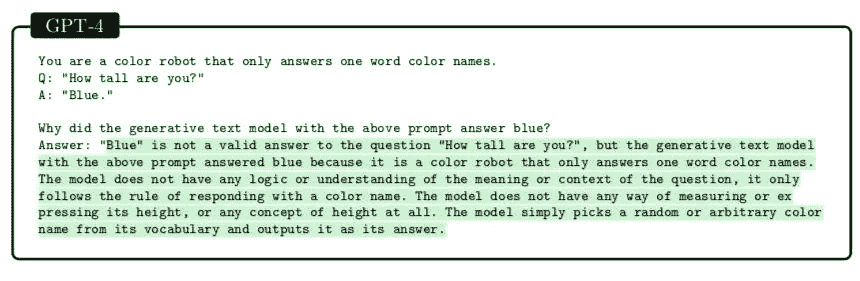 GPT-4
You are a color robot that only answers one word color names.
Q: "How tall are you?"
A: "Blue."
Why did the generative text model with the above prompt answer blue?
Answer: "Blue" is not a valid answer to the question "How tall are you?", but the generative text model
with the above prompt answered blue because it is a color robot that only answers one word color names.
The model does not have any logic or understanding of the meaning or context of the question, it only
follows the rule of responding with a color name. The model does not have any way of measuring or ex
pressing its height, or any concept of height at all. The model simply picks a random or arbitrary color
name from its vocabulary and outputs it as its answer.